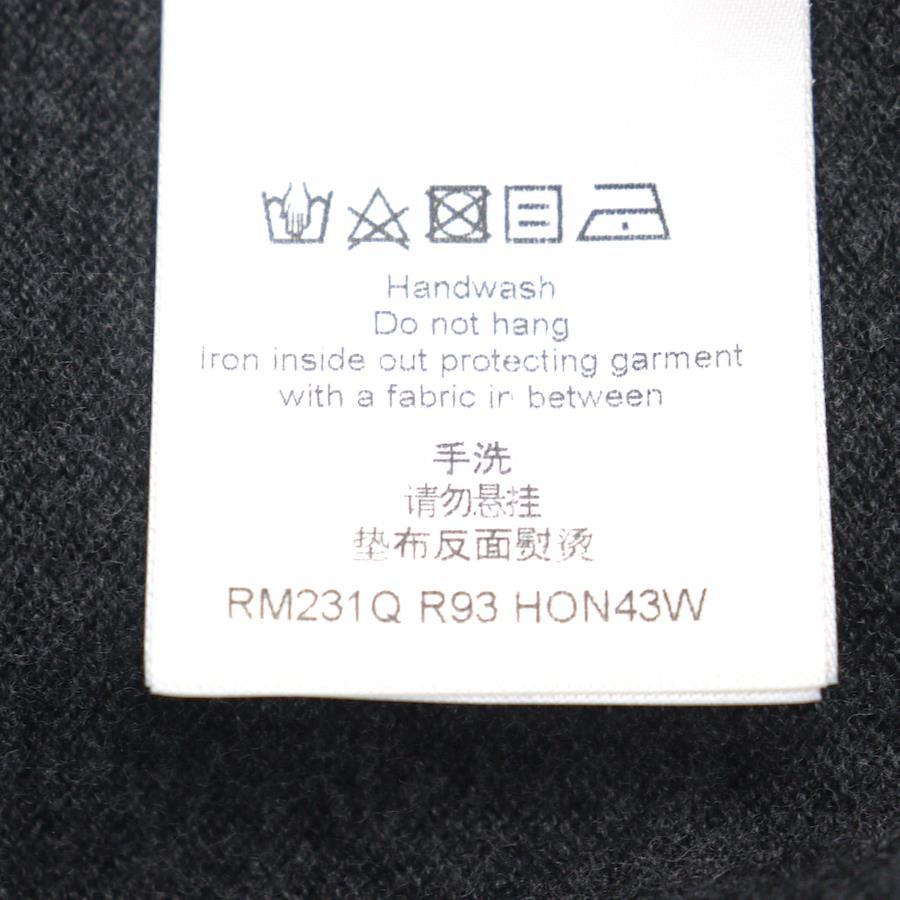 Handwash
Do not hang
Iron inside out protecting garment
with a fabric in between
手洗
请勿悬挂
垫布反面熨烫
RM231Q R93 HON43W